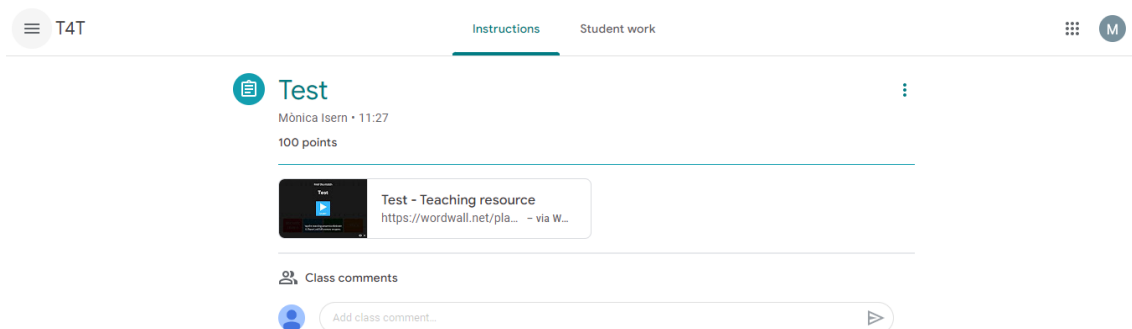 T4T
Instructions
Student work
M
Test
Mònica Isern • 11:27
100 points
Test
Test - Teaching resource
https://wordwall.net/pla... – via W...
Class comments
Add class comment...